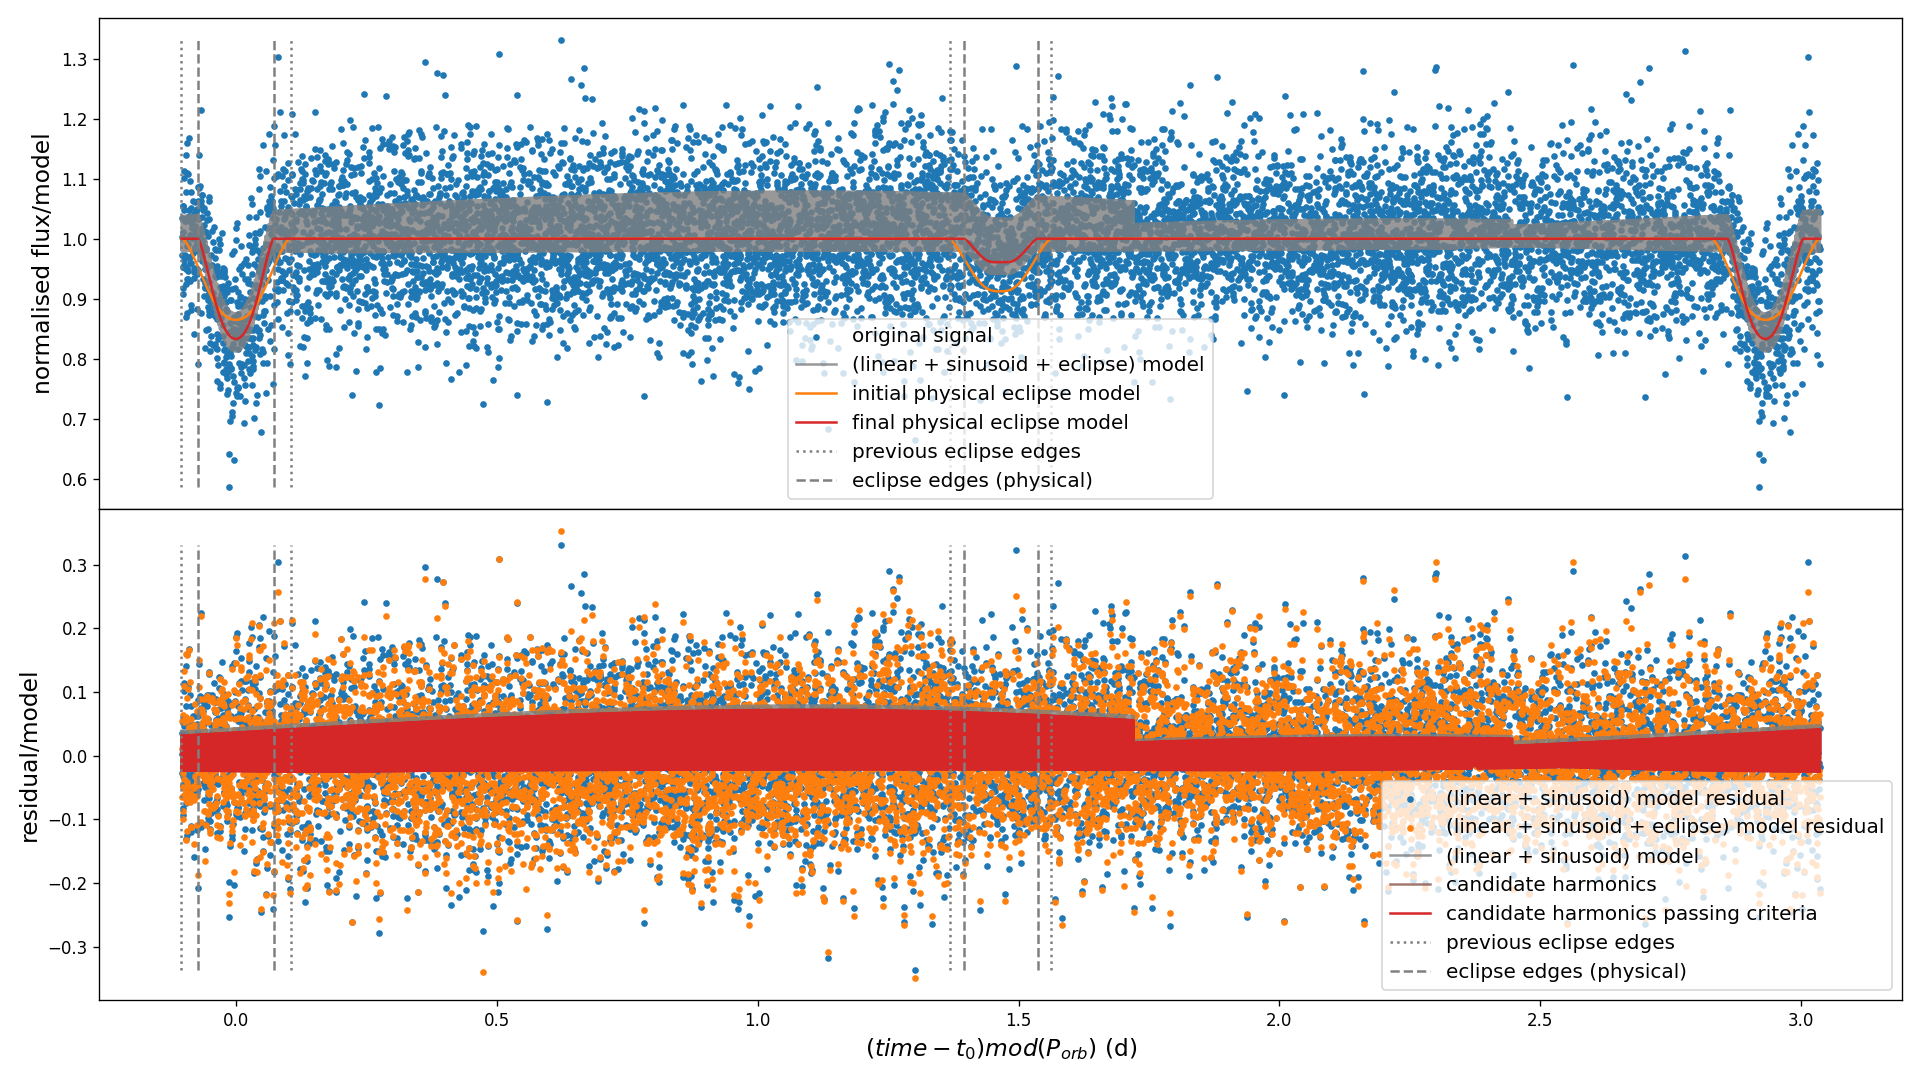 normalised flux/model
1.3
1.2
1.1
1.0
0.9
0.8
0.7
0.6
original signal
(linear + sinusoid + eclipse) model
initial physical eclipse model
final physical eclipse model
previous eclipse edges
eclipse edges (physical)
residual/model
0.3
0.2
0.1
0.0
−0.1
−0.2
−0.3
(linear + sinusoid) model residual
(linear + sinusoid + eclipse) model residual
(linear + sinusoid) model
candidate harmonics
candidate harmonics passing criteria
previous eclipse edges
eclipse edges (physical)
0.0 0.5 1.0 1.5 2.0 2.5 3.0
(time − t₀)mod(Pₒᵣb) (d)